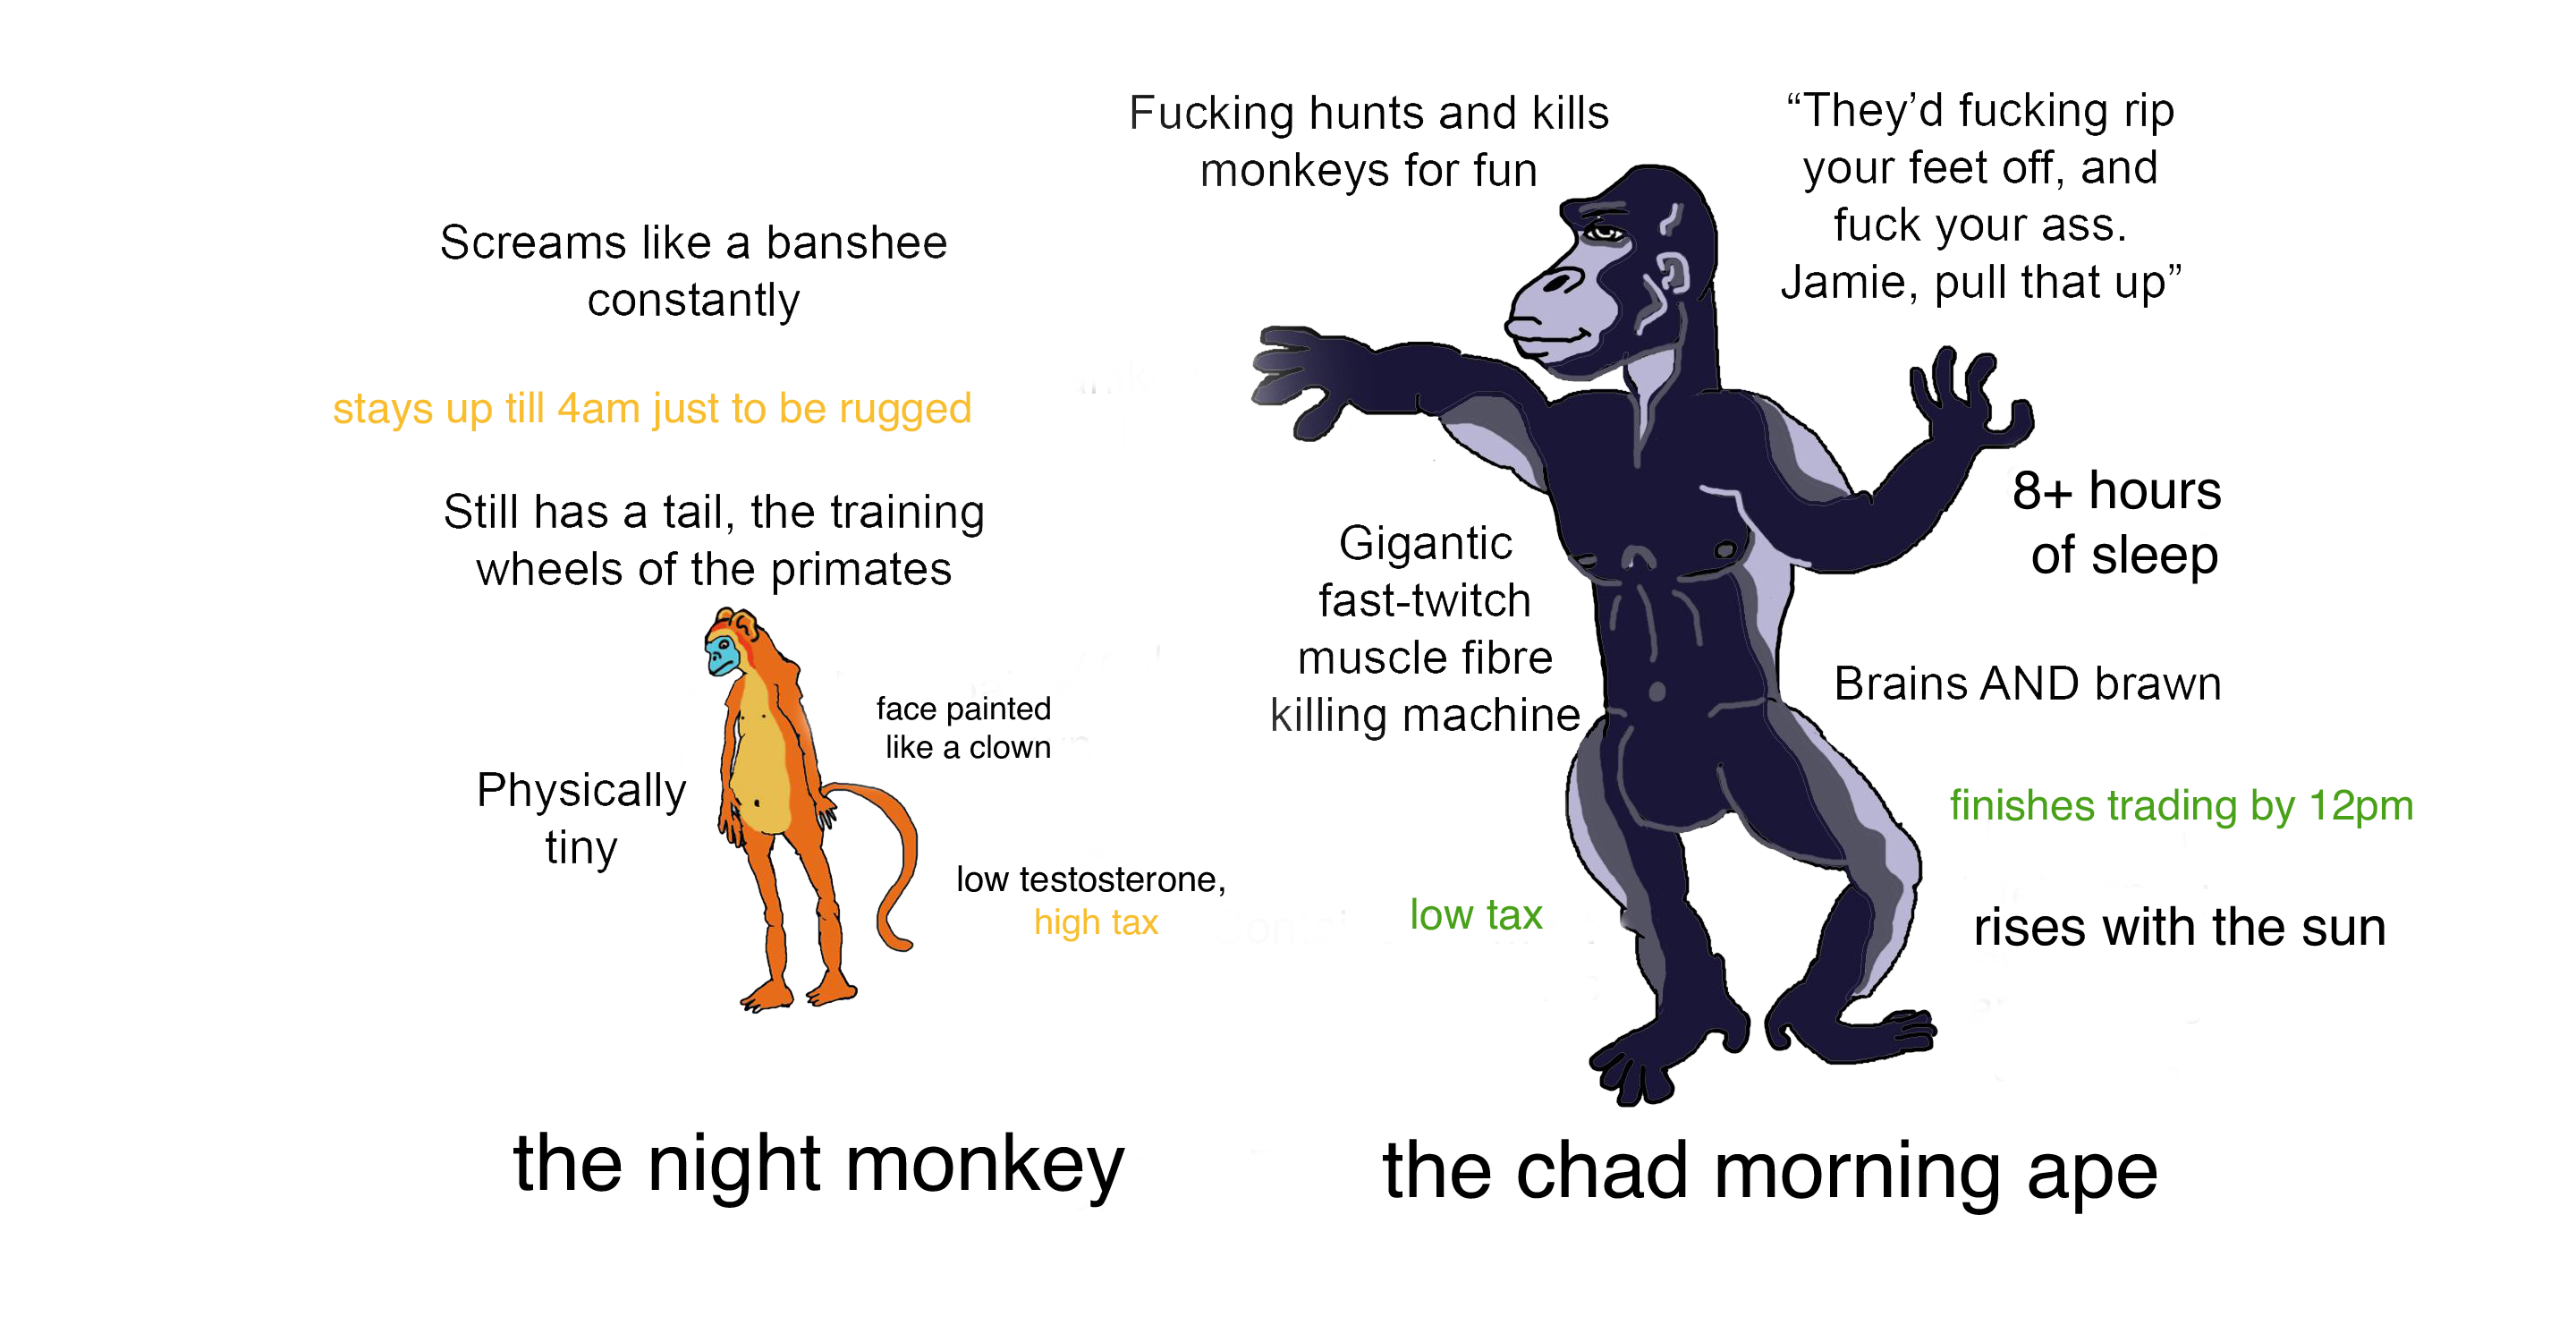 Screams like a banshee
constantly
stays up till 4am just to be rugged
Still has a tail, the training
wheels of the primates
face painted
like a clown
Physically
tiny
low testosterone,
high tax
the night monkey
Fucking hunts and kills
monkeys for fun
“They’d fucking rip
your feet off, and
fuck your ass.
Jamie, pull that up”
8+ hours
of sleep
Gigantic
fast-twitch
muscle fibre
killing machine
Brains AND brawn
finishes trading by 12pm
low tax
rises with the sun
the chad morning ape